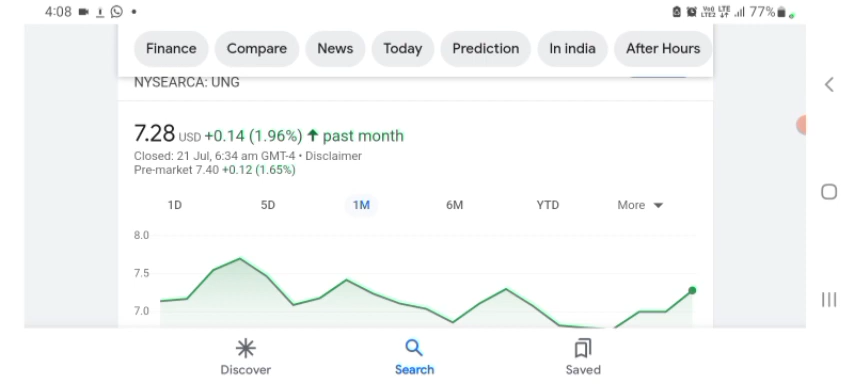 4:08
77%
Finance Compare News Today Prediction In india After Hours
NYSEARCA: UNG
7.28 USD +0.14 (1.96%) ↑ past month
Closed: 21 Jul, 6:34 am GMT-4 • Disclaimer
Pre-market 7.40 +0.12 (1.65%)
1D 5D 1M 6M YTD More
8.0
7.5
7.0
Discover Search Saved